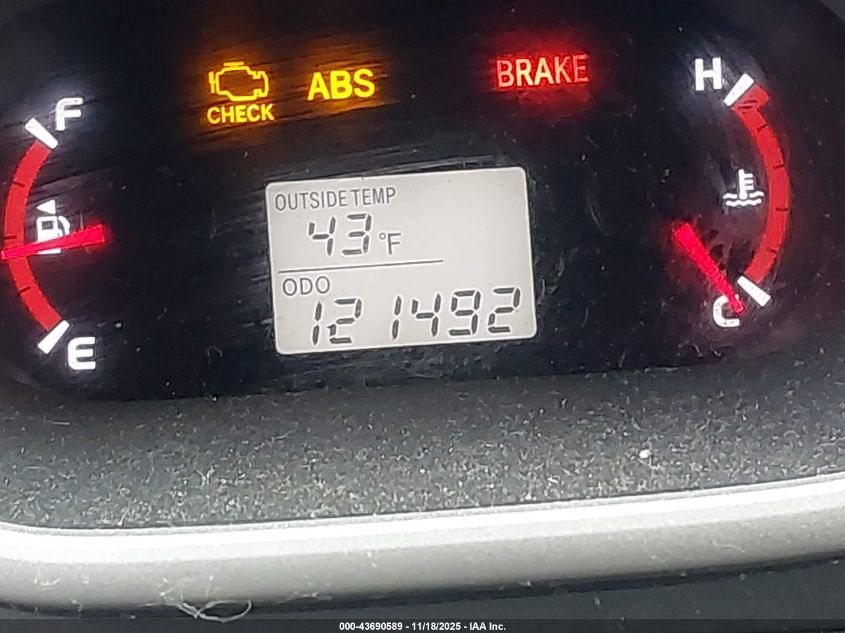 F
CHECK
ABS
BRAKE
H
OUTSIDE TEMP
43°F
ODO
121492
E
C
000-43690589 - 11/18/2025 - IAA Inc.